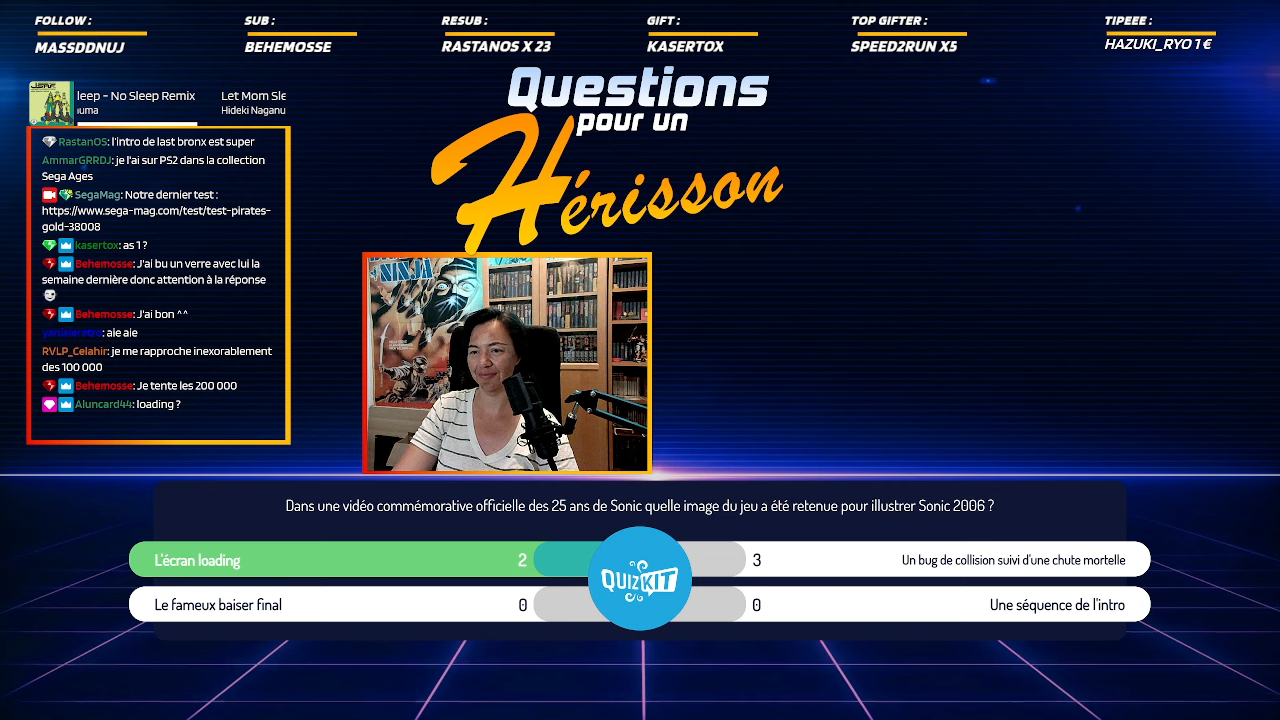 FOLLOW :
MASSDDNUJ
SUB :
BEHEMOSSE
RESUB :
RASTANOS X 23
GIFT :
KASERTOX
TOP GIFTER :
SPEED2RUN X5
TIPEEE :
HAZUKI_RYO 1 €
Questions
pour un
Hérisson
leep - No Sleep Remix
Let Mom Sle
uma
Hideki Naganu
RastanOS: l'intro de last bronx est super
AmmarGRRDJ: je l'ai sur PS2 dans la collection
Sega Ages
SegaMag: Notre dernier test :
https://www.sega-mag.com/test/test-pirates-
gold-38008
kasertox: as 1 ?
Behemosse: J'ai bu un verre avec lui la
semaine dernière donc attention à la réponse
Behemosse: J'ai bon ^^
: aie aie
RVLP_Celahir: je me rapproche inexorablement
des 100 000
Behemosse: Je tente les 200 000
Aluncard44: loading ?
NINJA
Dans une vidéo commémorative officielle des 25 ans de Sonic quelle image du jeu a été retenue pour illustrer Sonic 2006 ?
L'écran loading 2
3 Un bug de collision suivi d'une chute mortelle
QUIZKIT
Le fameux baiser final 0
0 Une séquence de l'intro